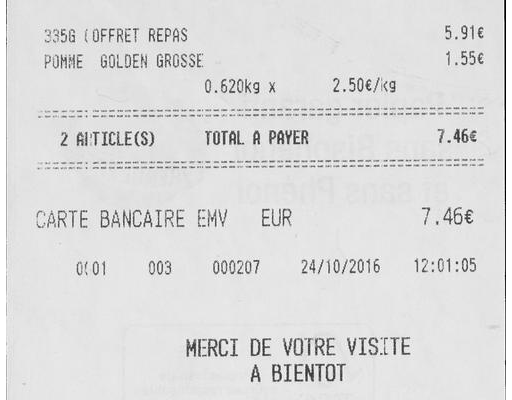 335G COFFRET REPAS 5.91€
POMME GOLDEN GROSSE 1.55€
0.620kg x 2.50€/kg
2 ARTICLE(S) TOTAL A PAYER 7.46€
CARTE BANCAIRE EMV EUR 7.46€
0001 003 000207 24/10/2016 12:01:05
MERCI DE VOTRE VISITE
A BIENTOT